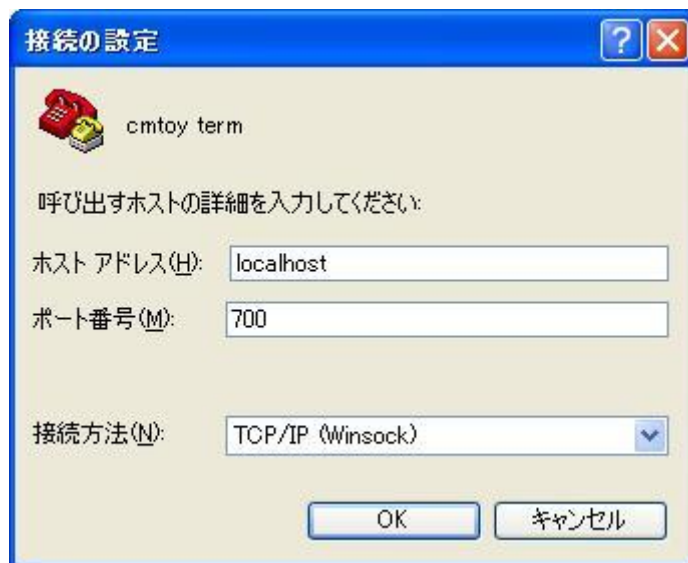 接続の設定
cmtoy term
呼び出すホストの詳細を入力してください:
ホスト アドレス(H): localhost
ポート番号(M): 700
接続方法(N): TCP/IP (Winsock)
OK キャンセル